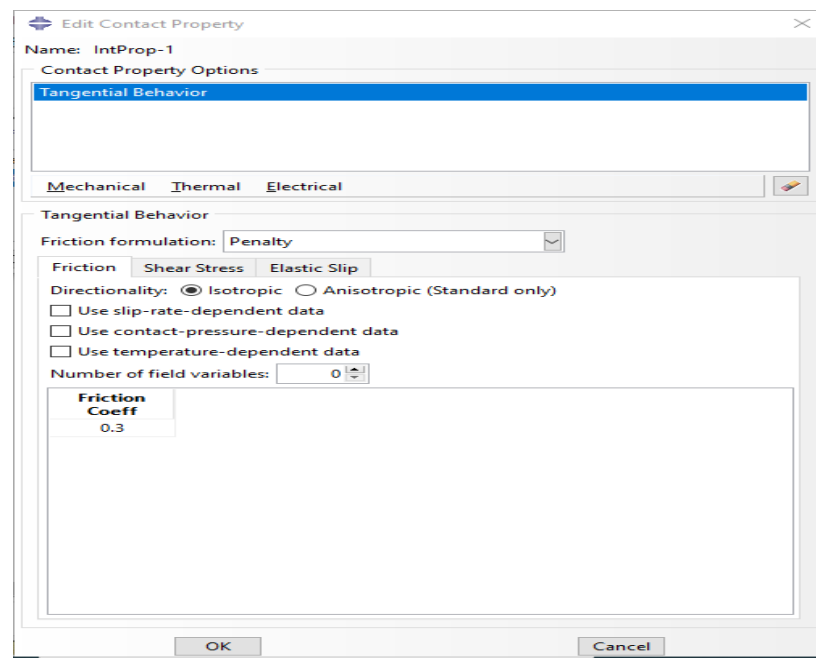 Edit Contact Property
Name: IntProp-1
Contact Property Options
Tangential Behavior
Mechanical Thermal Electrical
Tangential Behavior
Friction formulation: Penalty
Friction Shear Stress Elastic Slip
Directionality: Isotropic Anisotropic (Standard only)
Use slip-rate-dependent data
Use contact-pressure-dependent data
Use temperature-dependent data
Number of field variables: 0
Friction
Coeff
0.3
OK Cancel